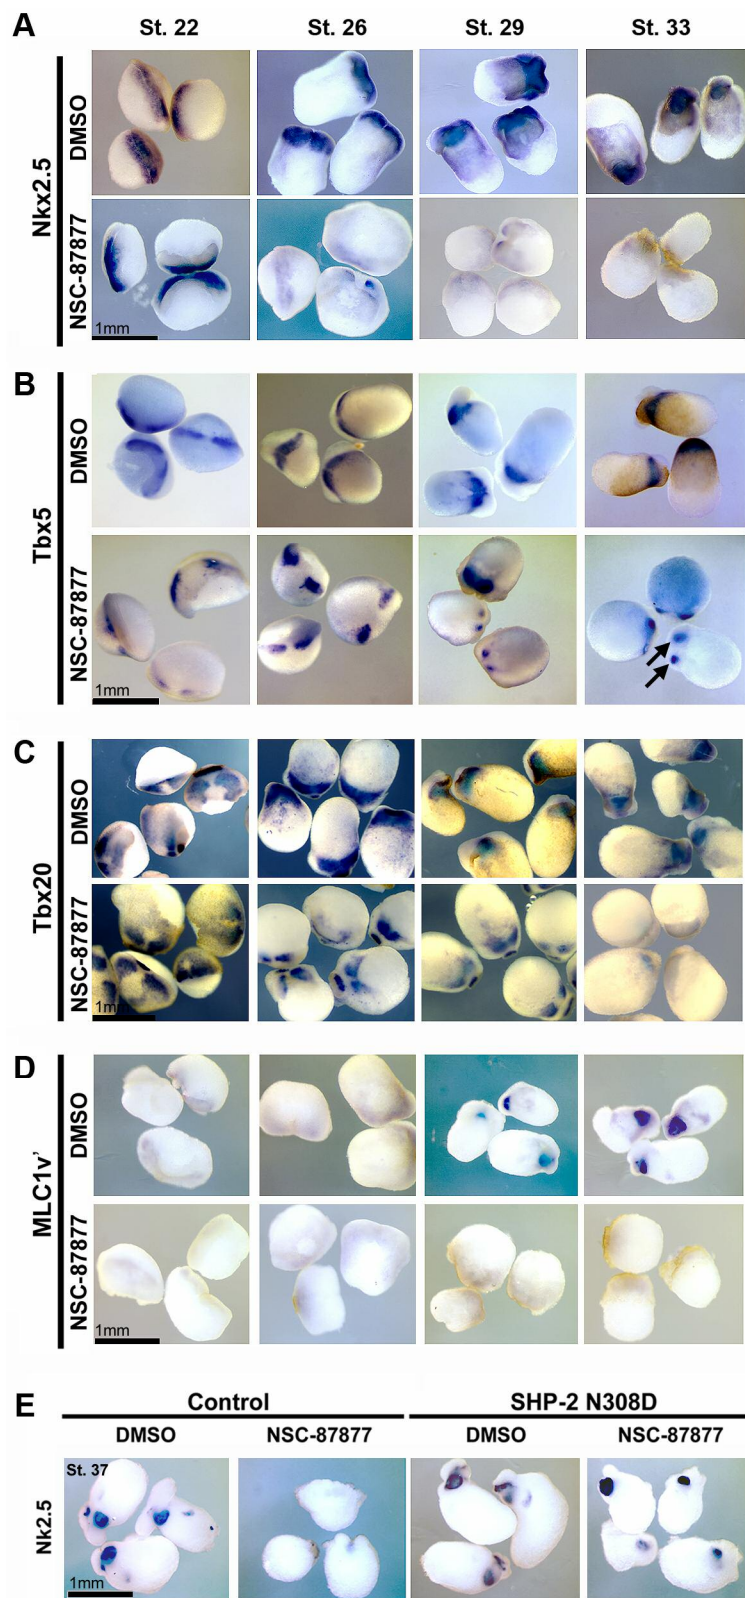 A
St. 22 St. 26 St. 29 St. 33
Nkx2.5
DMSO
NSC-87877
1mm
B
Tbx5
DMSO
NSC-87877
1mm
C
Tbx20
DMSO
NSC-87877
1mm
D
MLC1v'
DMSO
NSC-87877
1mm
E
Control SHP-2 N308D
DMSO NSC-87877 DMSO NSC-87877
Nk2.5
St. 37
1mm